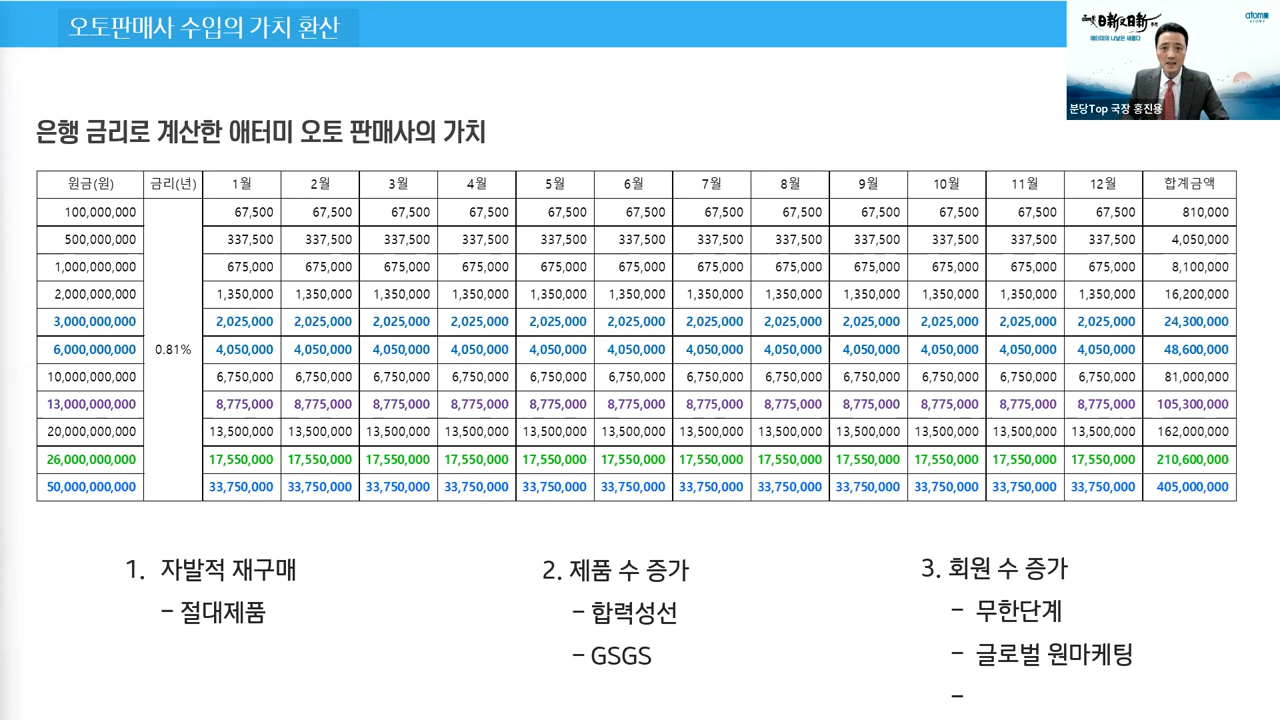 오토판매사 수입의 가치 환산
日新又日新
애터미의 나날은 새롭다
atom美
ATOMY
분당Top 국장 홍진용
은행 금리로 계산한 애터미 오토 판매사의 가치
원금(원) 금리(년) 1월 2월 3월 4월 5월 6월 7월 8월 9월 10월 11월 12월 합계금액
100,000,000 67,500 67,500 67,500 67,500 67,500 67,500 67,500 67,500 67,500 67,500 67,500 67,500 810,000
500,000,000 337,500 337,500 337,500 337,500 337,500 337,500 337,500 337,500 337,500 337,500 337,500 337,500 4,050,000
1,000,000,000 675,000 675,000 675,000 675,000 675,000 675,000 675,000 675,000 675,000 675,000 675,000 675,000 8,100,000
2,000,000,000 1,350,000 1,350,000 1,350,000 1,350,000 1,350,000 1,350,000 1,350,000 1,350,000 1,350,000 1,350,000 1,350,000 1,350,000 16,200,000
3,000,000,000 2,025,000 2,025,000 2,025,000 2,025,000 2,025,000 2,025,000 2,025,000 2,025,000 2,025,000 2,025,000 2,025,000 2,025,000 24,300,000
6,000,000,000 0.81% 4,050,000 4,050,000 4,050,000 4,050,000 4,050,000 4,050,000 4,050,000 4,050,000 4,050,000 4,050,000 4,050,000 4,050,000 48,600,000
10,000,000,000 6,750,000 6,750,000 6,750,000 6,750,000 6,750,000 6,750,000 6,750,000 6,750,000 6,750,000 6,750,000 6,750,000 6,750,000 81,000,000
13,000,000,000 8,775,000 8,775,000 8,775,000 8,775,000 8,775,000 8,775,000 8,775,000 8,775,000 8,775,000 8,775,000 8,775,000 8,775,000 105,300,000
20,000,000,000 13,500,000 13,500,000 13,500,000 13,500,000 13,500,000 13,500,000 13,500,000 13,500,000 13,500,000 13,500,000 13,500,000 13,500,000 162,000,000
26,000,000,000 17,550,000 17,550,000 17,550,000 17,550,000 17,550,000 17,550,000 17,550,000 17,550,000 17,550,000 17,550,000 17,550,000 17,550,000 210,600,000
50,000,000,000 33,750,000 33,750,000 33,750,000 33,750,000 33,750,000 33,750,000 33,750,000 33,750,000 33,750,000 33,750,000 33,750,000 33,750,000 405,000,000
1. 자발적 재구매
- 절대제품
2. 제품 수 증가
- 합력성선
- GSGS
3. 회원 수 증가
- 무한단계
- 글로벌 원마케팅
-